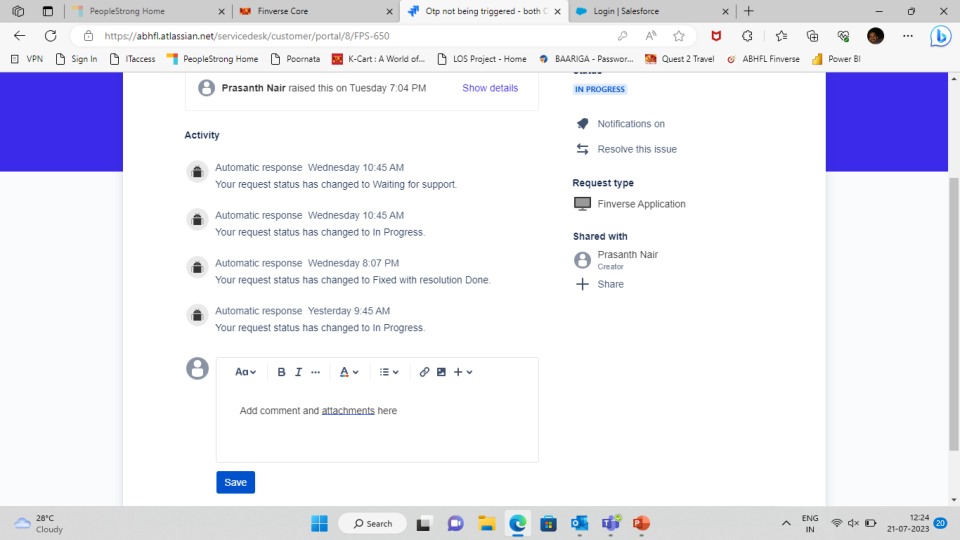 PeopleStrong Home
Finverse Core
Otp not being triggered - both C
Login | Salesforce
https://abhfl.atlassian.net/servicedesk/customer/portal/8/FPS-650
VPN
Sign In
ITaccess
PeopleStrong Home
Poornata
K-Cart : A World of...
LOS Project - Home
BAARIGA - Passwor...
Quest 2 Travel
ABHFL Finverse
Power BI
Prasanth Nair raised this on Tuesday 7:04 PM
Show details
Status
IN PROGRESS
Notifications on
Resolve this issue
Request type
Finverse Application
Shared with
Prasanth Nair
Creator
Share
Activity
Automatic response Wednesday 10:45 AM
Your request status has changed to Waiting for support.
Automatic response Wednesday 10:45 AM
Your request status has changed to In Progress.
Automatic response Wednesday 8:07 PM
Your request status has changed to Fixed with resolution Done.
Automatic response Yesterday 9:45 AM
Your request status has changed to In Progress.
Aa
B I ... A
Add comment and attachments here
Save
28°C
Cloudy
Search
ENG
IN
12:24
21-07-2023
20